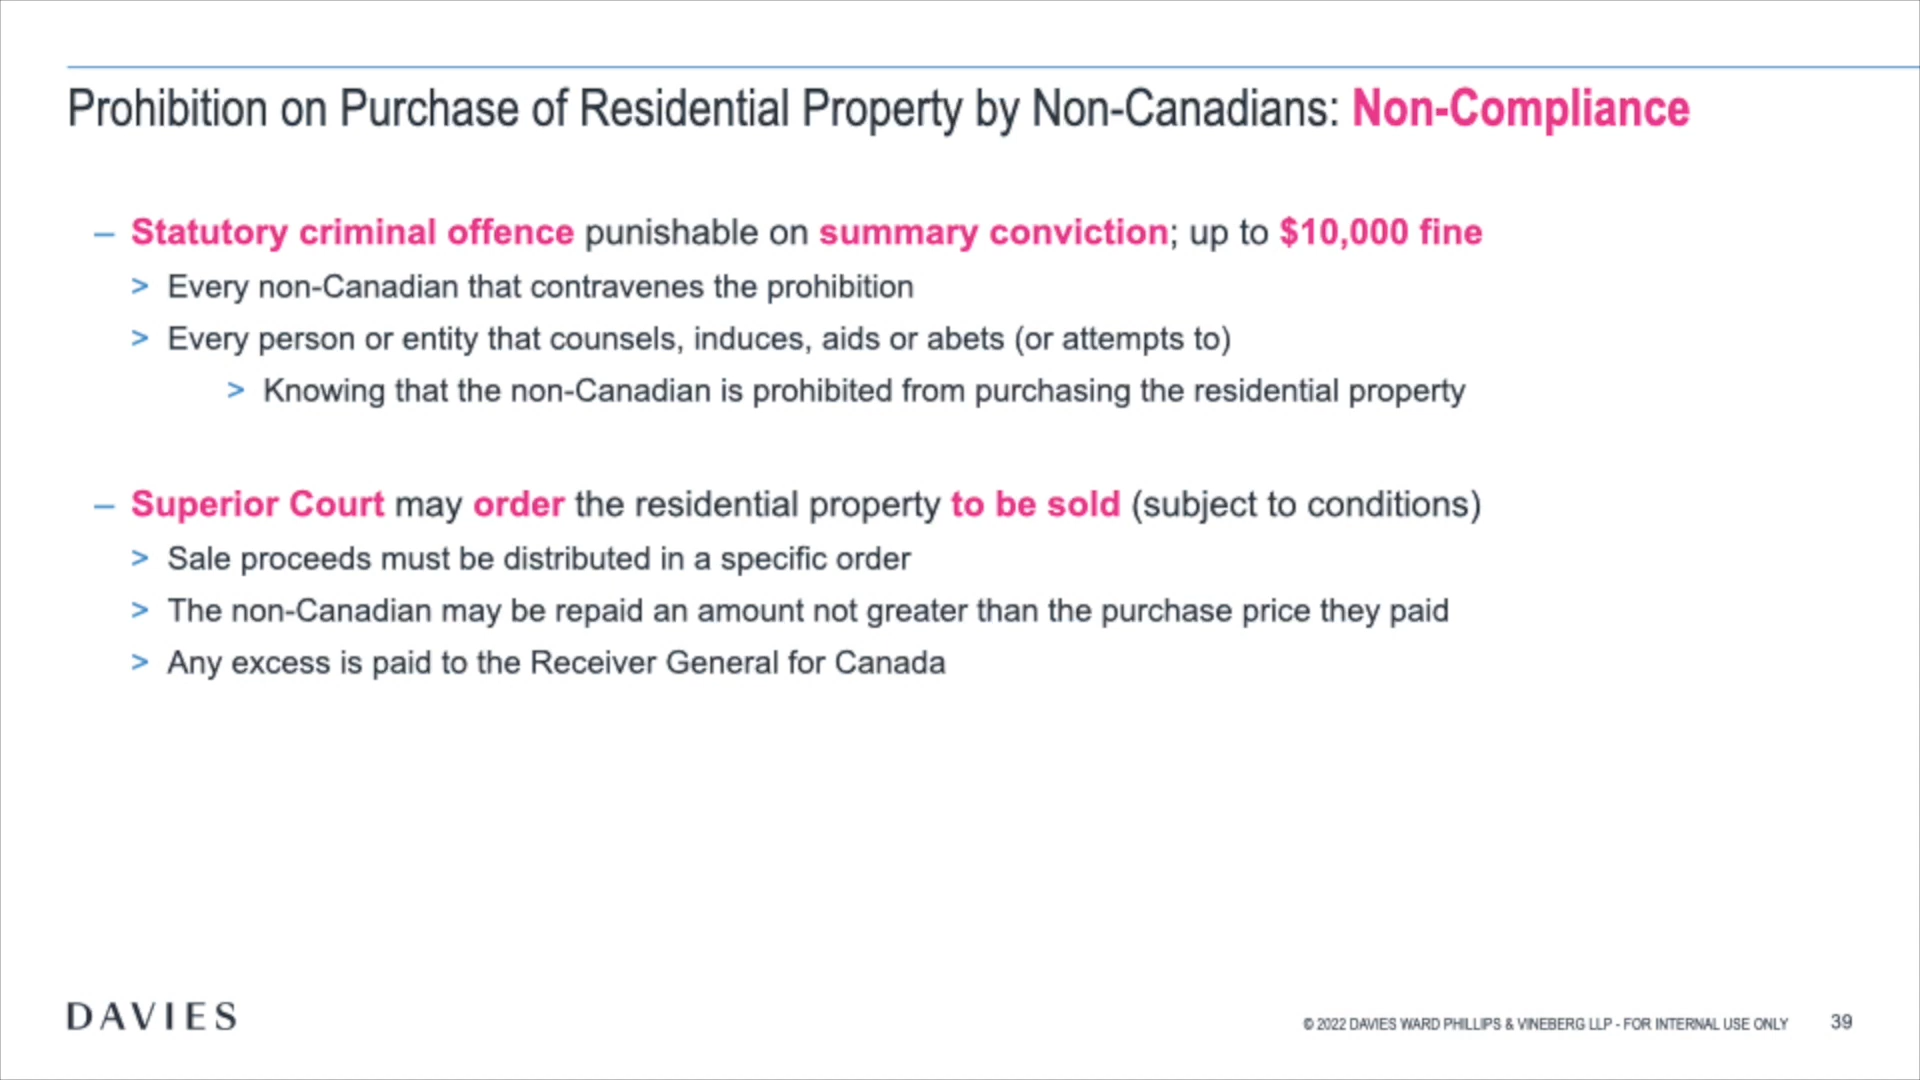 Prohibition on Purchase of Residential Property by Non-Canadians: Non-Compliance
– Statutory criminal offence punishable on summary conviction; up to $10,000 fine
> Every non-Canadian that contravenes the prohibition
> Every person or entity that counsels, induces, aids or abets (or attempts to)
> Knowing that the non-Canadian is prohibited from purchasing the residential property
– Superior Court may order the residential property to be sold (subject to conditions)
> Sale proceeds must be distributed in a specific order
> The non-Canadian may be repaid an amount not greater than the purchase price they paid
> Any excess is paid to the Receiver General for Canada
DAVIES
© 2022 DAVIES WARD PHILLIPS & VINEBERG LLP - FOR INTERNAL USE ONLY 39